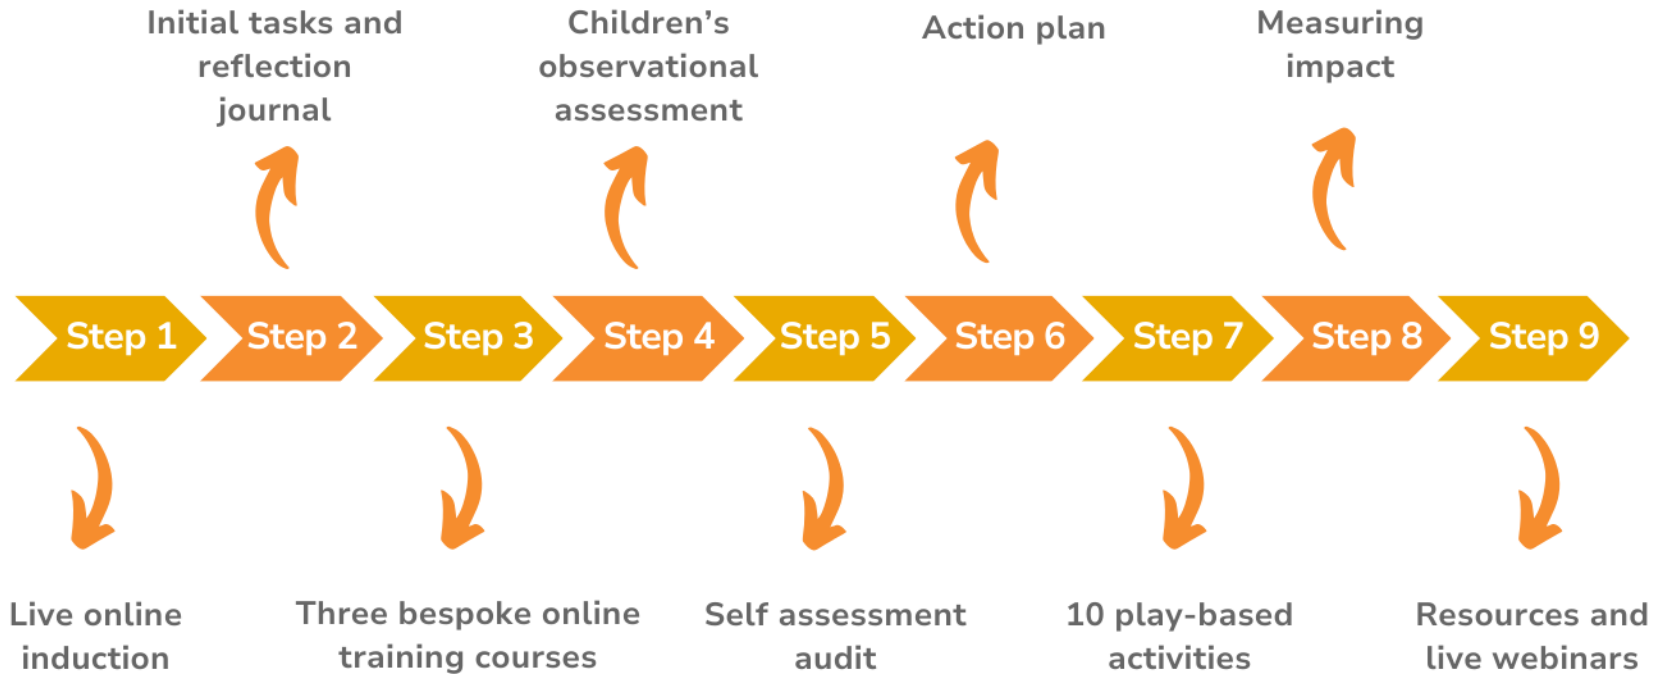 Initial tasks and
reflection
journal
Children’s
observational
assessment
Action plan
Measuring
impact
Step 1
Step 2
Step 3
Step 4
Step 5
Step 6
Step 7
Step 8
Step 9
Live online
induction
Three bespoke online
training courses
Self assessment
audit
10 play-based
activities
Resources and
live webinars